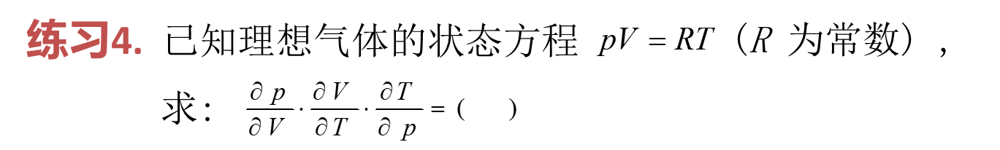 练习4. 已知理想气体的状态方程 pV = RT（R 为常数）,
求： ∂p/∂V · ∂V/∂T · ∂T/∂p = (  )